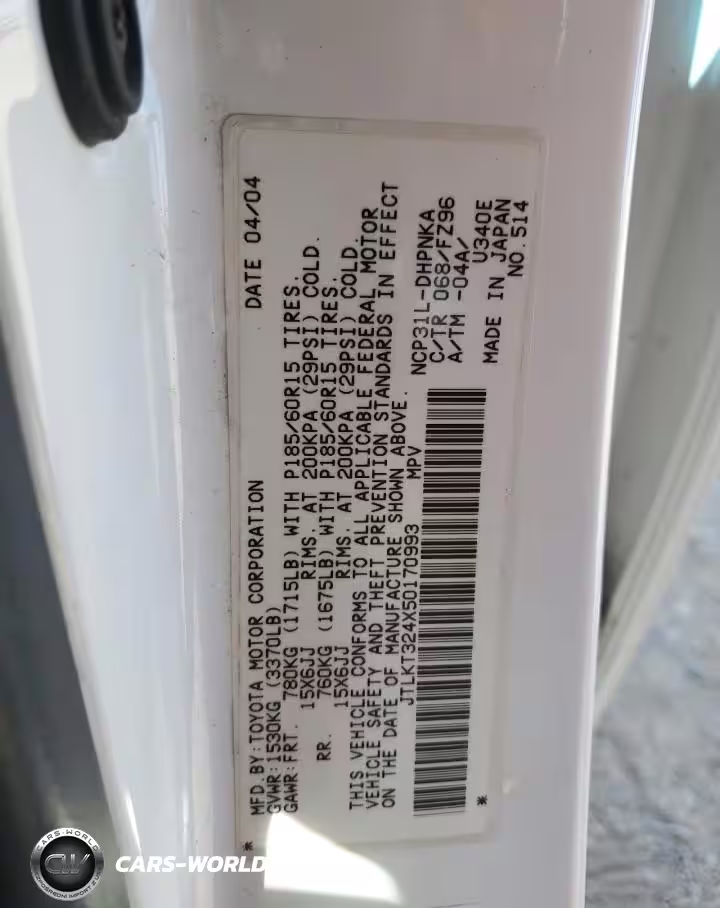 MFD.BY:TOYOTA MOTOR CORPORATION DATE 04/04
GVWR:1530KG (3370LB)
GAWR:FRT. 780KG (1715LB) WITH P185/60R15 TIRES.
15X6JJ RIMS. AT 200KPA (29PSI) COLD.
RR. 760KG (1675LB) WITH P185/60R15 TIRES.
15X6JJ RIMS. AT 200KPA (29PSI) COLD.
THIS VEHICLE CONFORMS TO ALL APPLICABLE FEDERAL MOTOR
VEHICLE SAFETY AND THEFT PREVENTION STANDARDS IN EFFECT
ON THE DATE OF MANUFACTURE SHOWN ABOVE.
JTLKT324X50170993 MPV NCP31L-DHPNKA
C/TR 068/FZ96
A/TM -04A/
U340E
* MADE IN JAPAN
* NO.514
CARS-WORLD
CW
CARS-WORLD